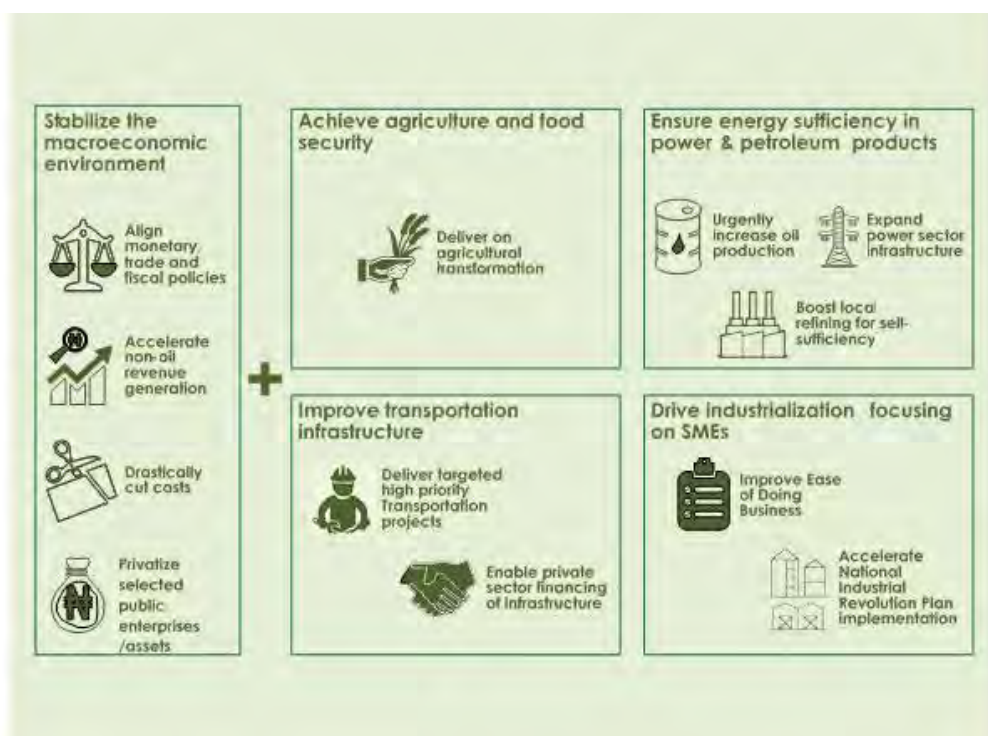 Stabilize the
macroeconomic
environment
Align
monetary,
trade and
fiscal policies
Accelerate
non-oil
revenue
generation
Drastically
cut costs
Privatize
selected
public
enterprises
/assets
+
Achieve agriculture and food
security
Deliver on
agricultural
transformation
Ensure energy sufficiency in
power & petroleum products
Urgently
increase oil
production
Expand
power sector
infrastructure
Boost local
refining for self-
sufficiency
Improve transportation
infrastructure
Deliver targeted
high priority
Transportation
projects
Enable private
sector financing
of infrastructure
Drive industrialization focusing
on SMEs
Improve Ease
of Doing
Business
Accelerate
National
Industrial
Revolution Plan
implementation